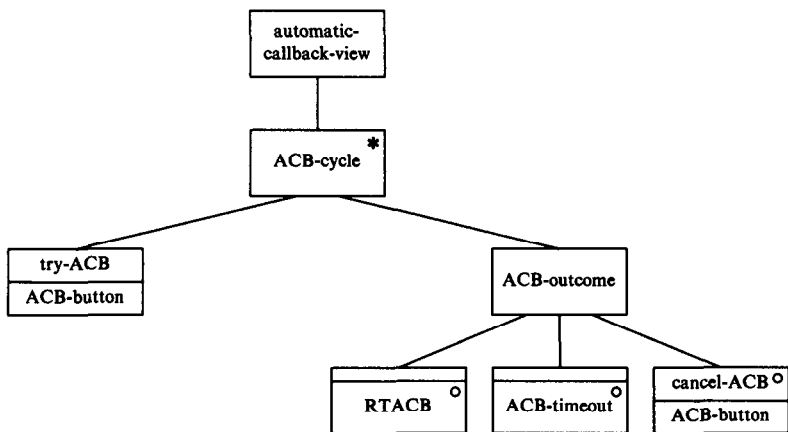 automatic-
callback-view
ACB-cycle *
try-ACB
ACB-button
ACB-outcome
RTACB
ACB-timeout
cancel-ACB
ACB-button